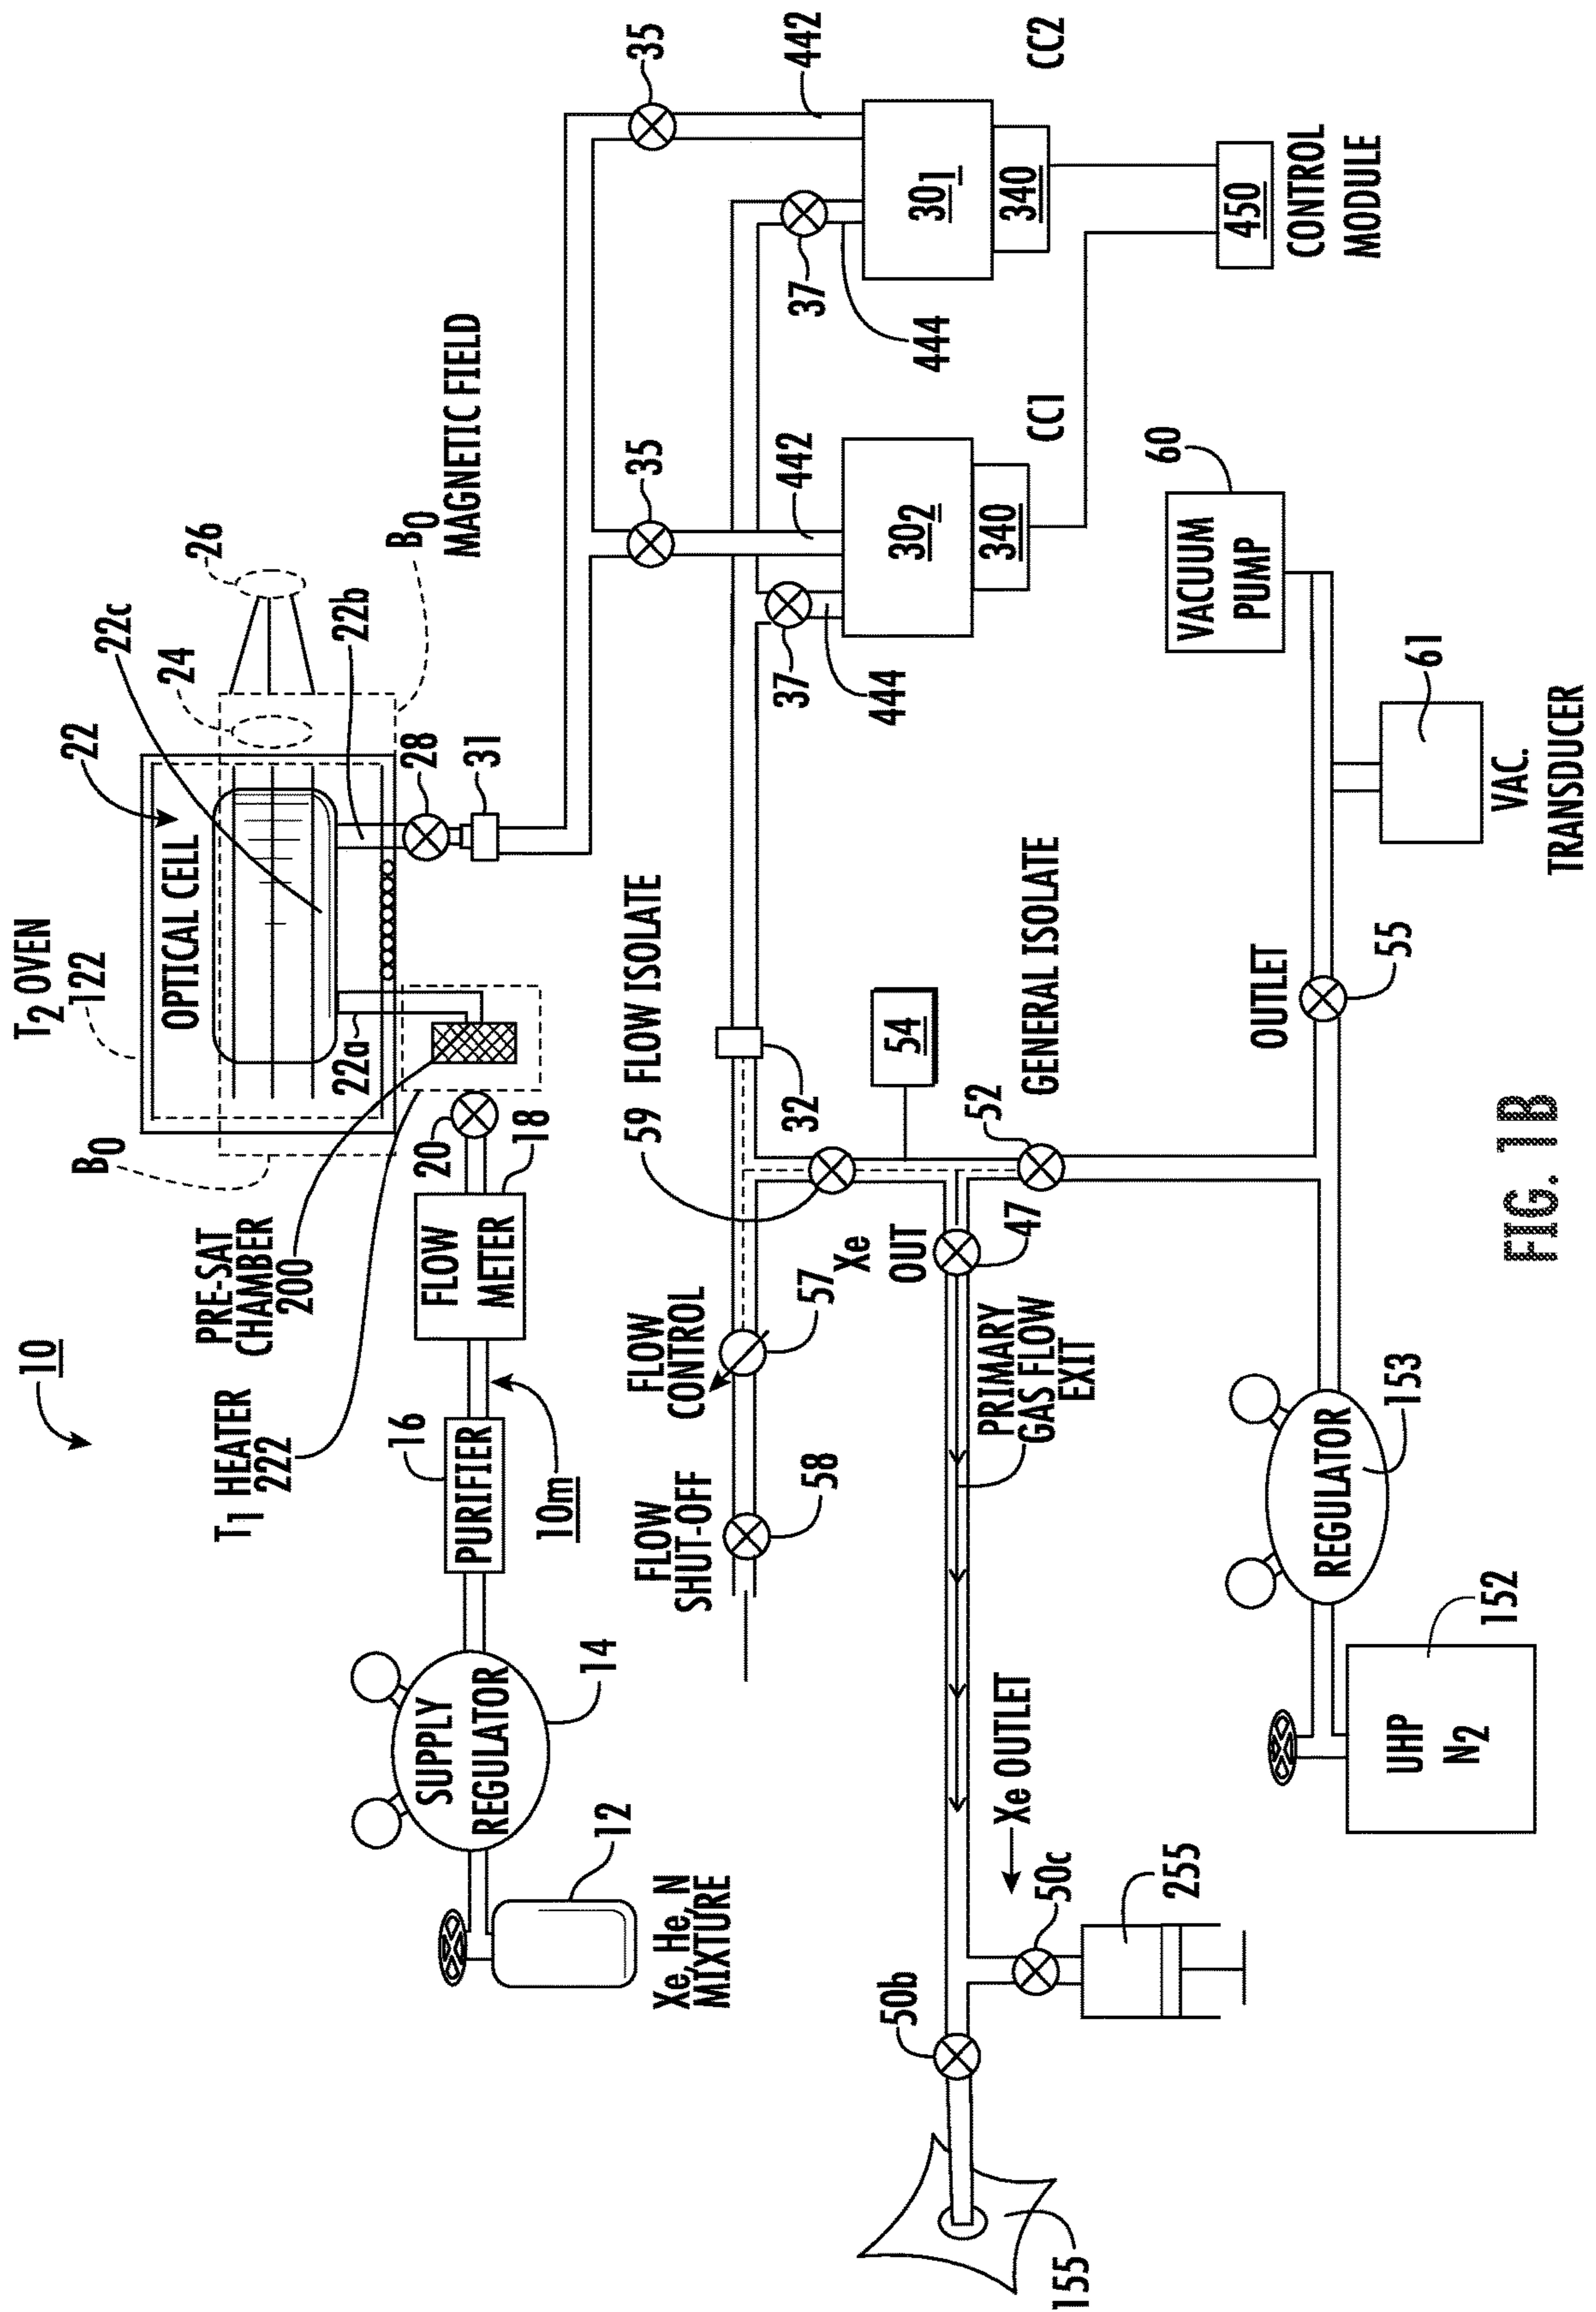 10
T2 OVEN
122
22
22c
24
26
OPTICAL CELL
B0
B0
MAGNETIC FIELD
22a
22b
28
31
PRE-SAT
CHAMBER
200
T1 HEATER
222
20
18
FLOW
METER
16
PURIFIER
10m
SUPPLY
REGULATOR
14
12
Xe, He, N
MIXTURE
35
35
442
442
37
37
444
444
301
302
340
340
CC2
CC1
450
CONTROL
MODULE
FLOW
SHUT-OFF
58
FLOW
CONTROL
57
59 FLOW ISOLATE
32
54
52
GENERAL ISOLATE
Xe
OUT
47
PRIMARY
GAS FLOW
EXIT
Xe OUTLET
50b
50c
255
155
OUTLET
55
60
VACUUM
PUMP
61
VAC.
TRANSDUCER
REGULATOR
153
152
UHP
N2
FIG. 1B